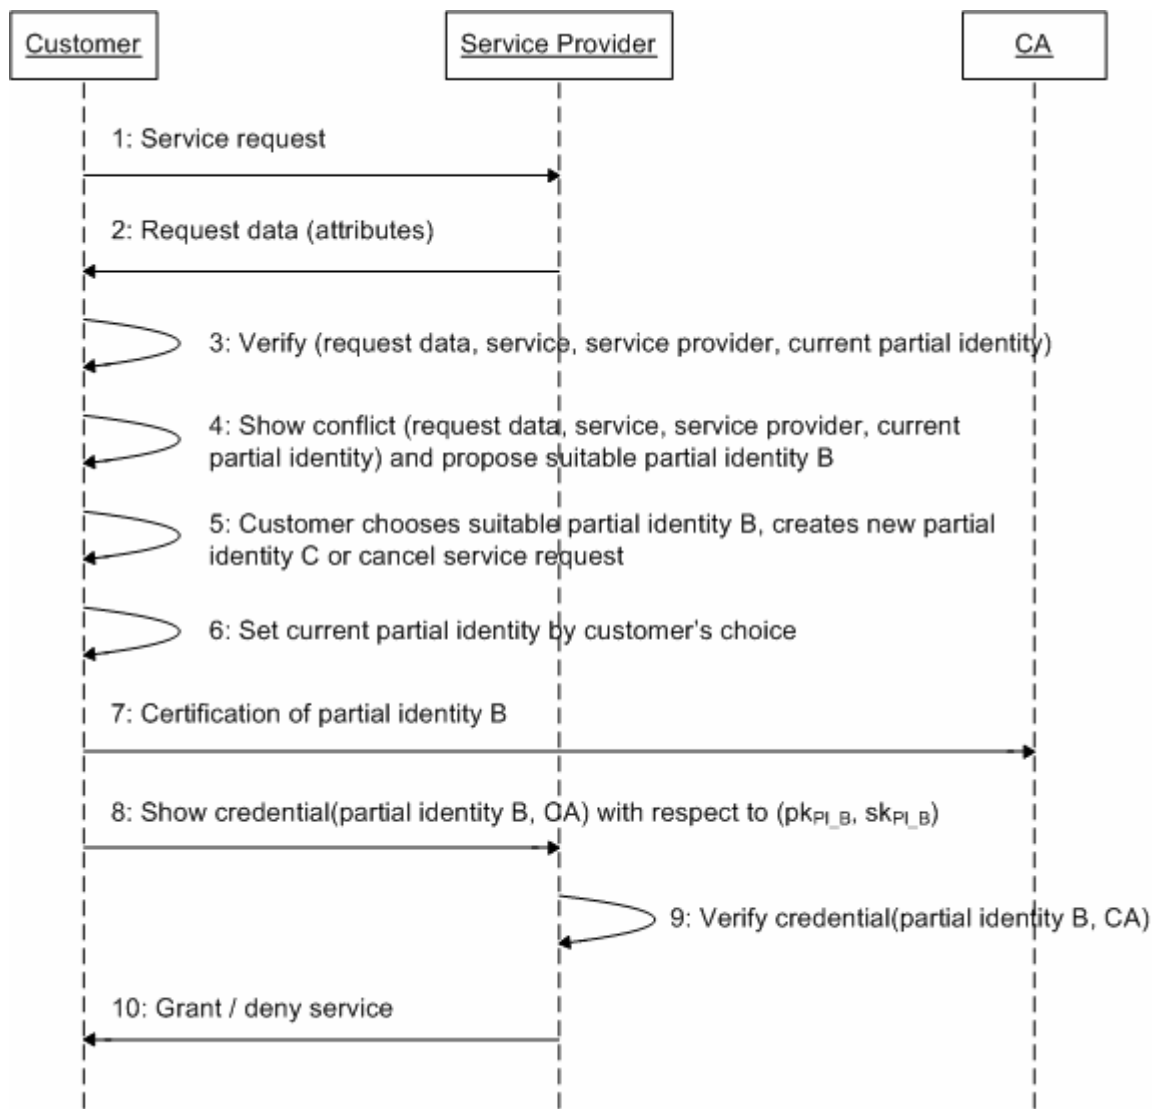 Customer
Service Provider
CA
1: Service request
2: Request data (attributes)
3: Verify (request data, service, service provider, current partial identity)
4: Show conflict (request data, service, service provider, current
partial identity) and propose suitable partial identity B
5: Customer chooses suitable partial identity B, creates new partial
identity C or cancel service request
6: Set current partial identity by customer's choice
7: Certification of partial identity B
8: Show credential(partial identity B, CA) with respect to (pkPI_B, skPI_B)
9: Verify credential(partial identity B, CA)
10: Grant / deny service